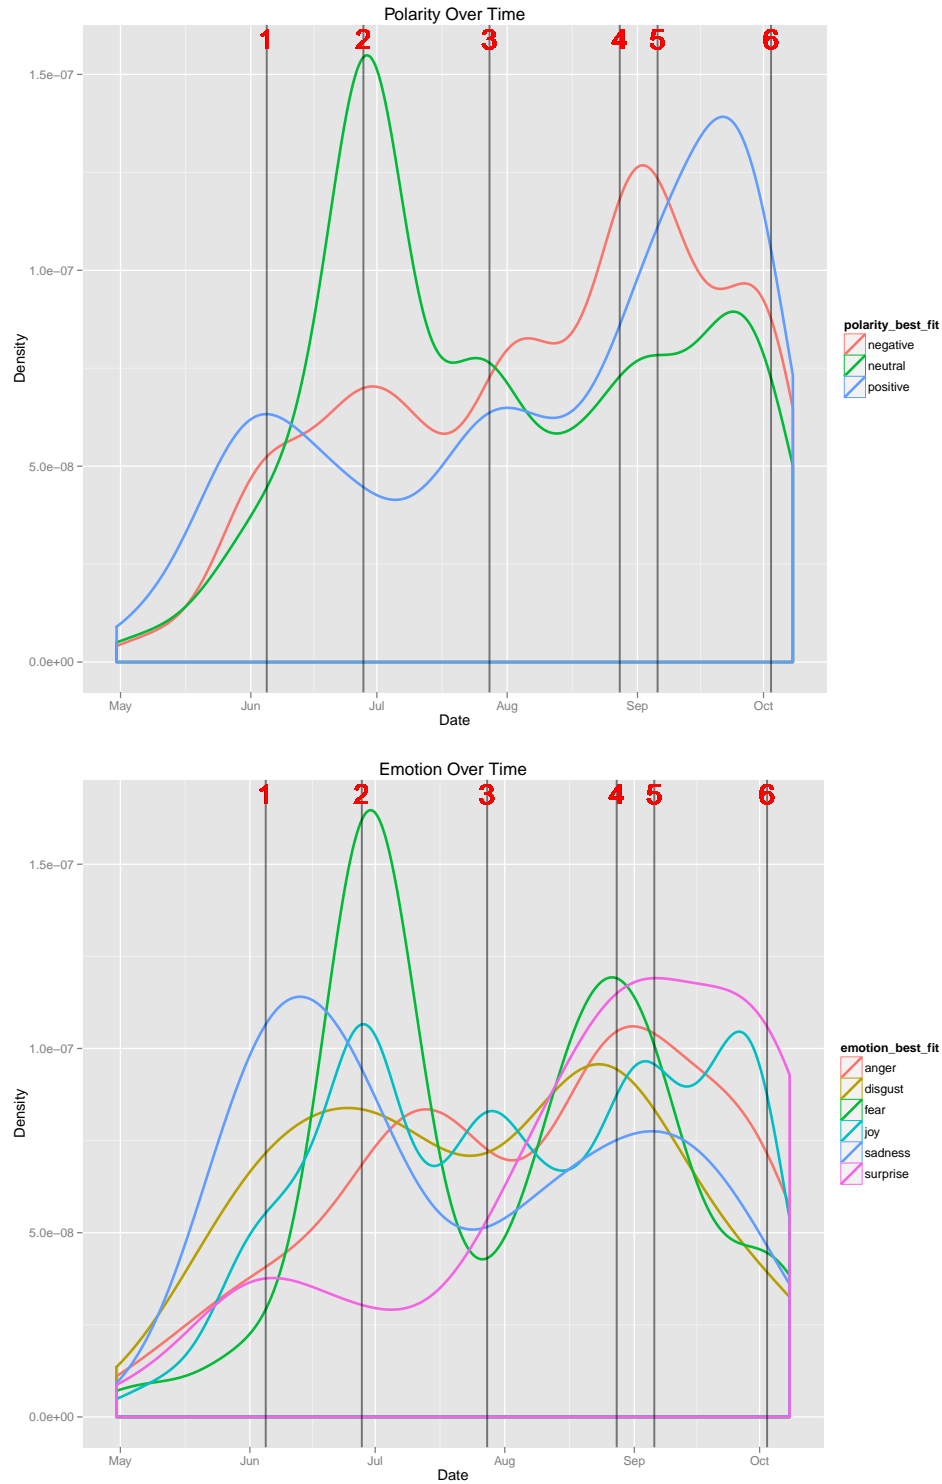 Polarity Over Time
1 2 3 4 5 6
1.5e−07
1.0e−07
5.0e−08
0.0e+00
Density
May Jun Jul Aug Sep Oct
Date
polarity_best_fit
negative
neutral
positive
Emotion Over Time
1 2 3 4 5 6
1.5e−07
1.0e−07
5.0e−08
0.0e+00
Density
May Jun Jul Aug Sep Oct
Date
emotion_best_fit
anger
disgust
fear
joy
sadness
surprise